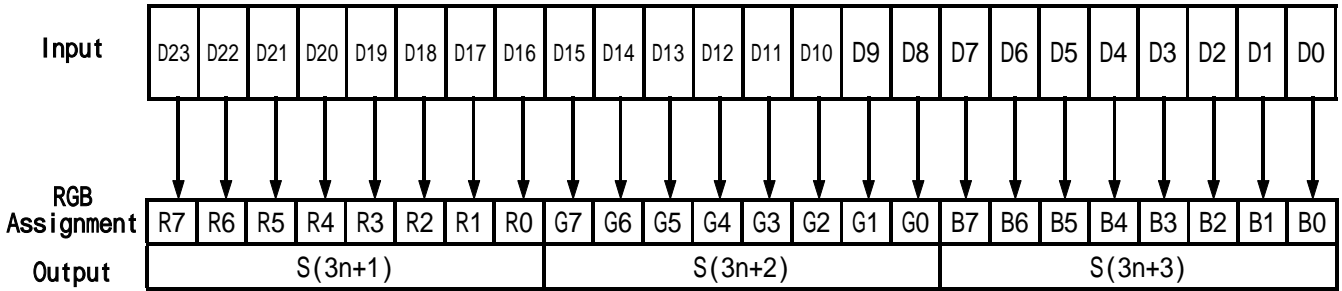 Input D23 D22 D21 D20 D19 D18 D17 D16 D15 D14 D13 D12 D11 D10 D9 D8 D7 D6 D5 D4 D3 D2 D1 D0
RGB
Assignment R7 R6 R5 R4 R3 R2 R1 R0 G7 G6 G5 G4 G3 G2 G1 G0 B7 B6 B5 B4 B3 B2 B1 B0
Output S(3n+1) S(3n+2) S(3n+3)